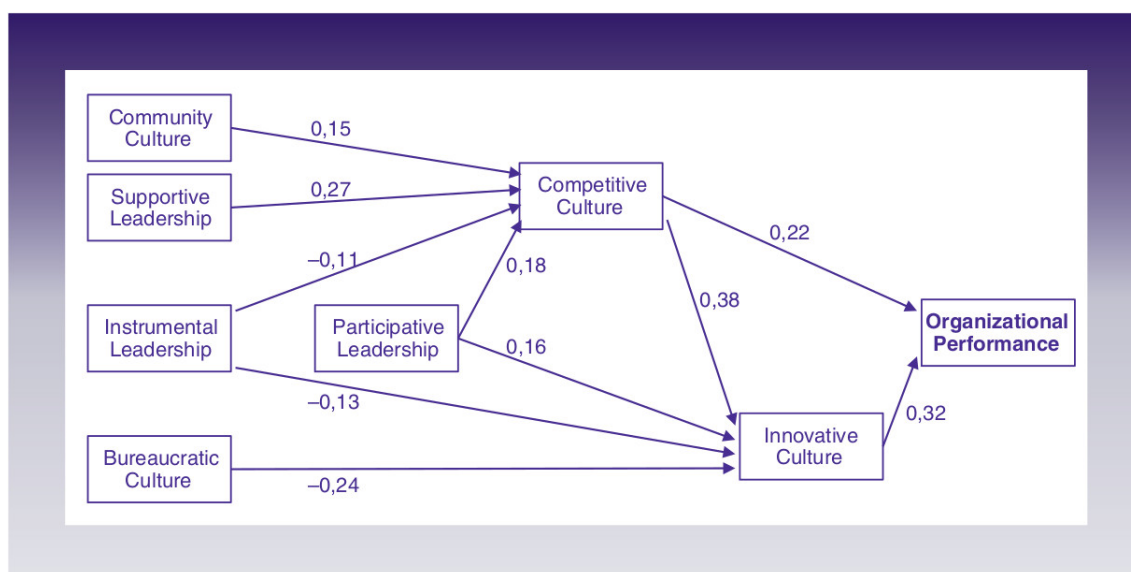 Community
Culture
0,15
Supportive
Leadership
0,27
Competitive
Culture
–0,11
0,18
0,22
Instrumental
Leadership
Participative
Leadership
0,38
0,16
Organizational
Performance
–0,13
0,32
Bureaucratic
Culture
–0,24
Innovative
Culture